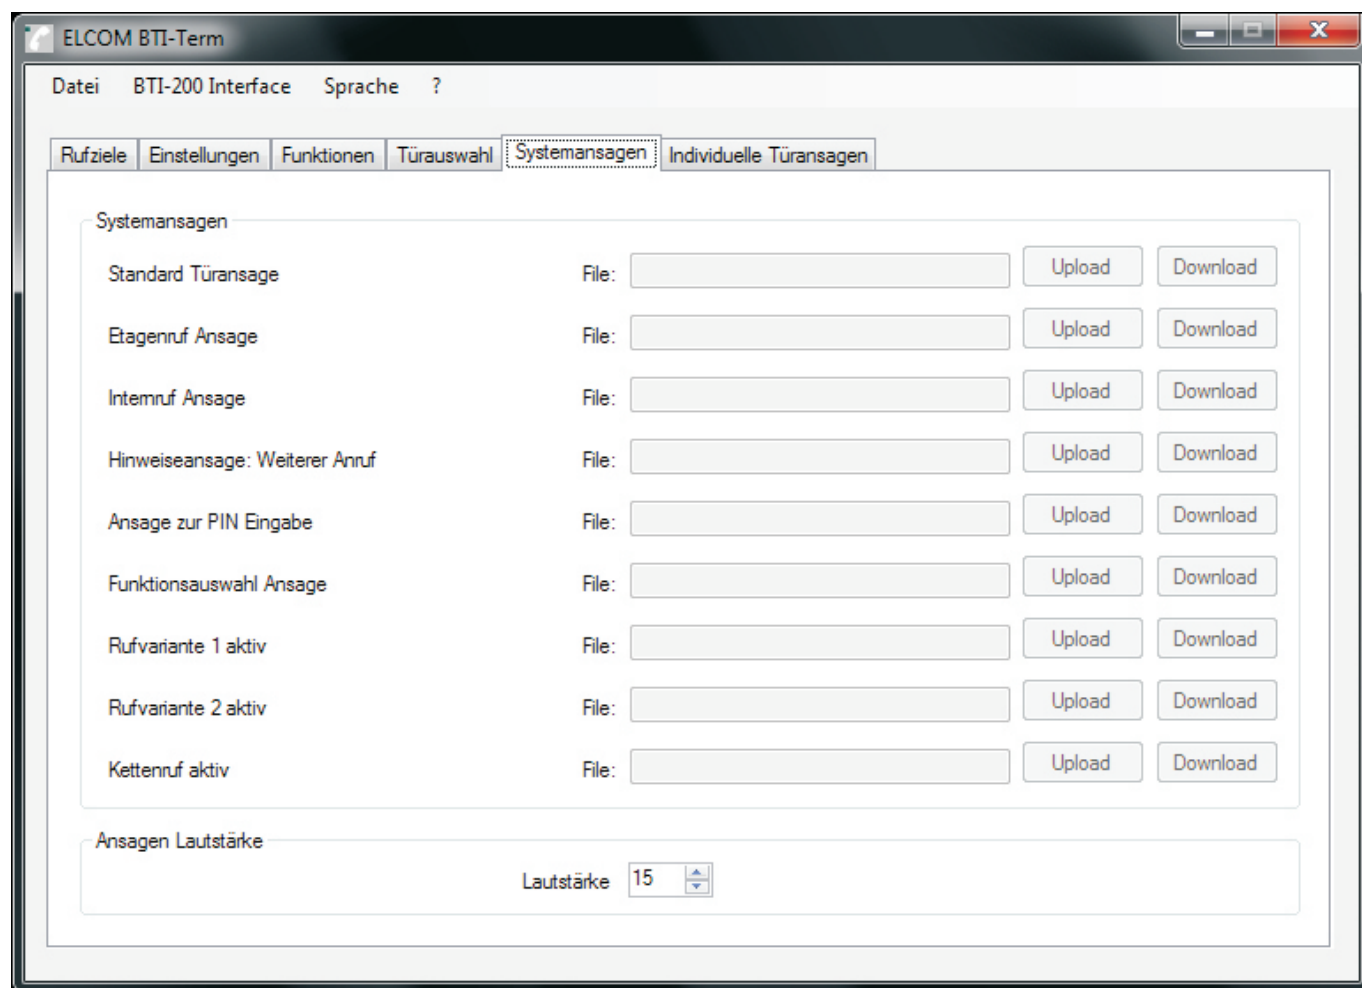 ELCOM BTI-Term
Datei BTI-200 Interface Sprache ?
Rufziele Einstellungen Funktionen Türauswahl Systemansagen Individuelle Türansagen
Systemansagen
Standard Türansage File: Upload Download
Etagenruf Ansage File: Upload Download
Internruf Ansage File: Upload Download
Hinweiseansage: Weiterer Anruf File: Upload Download
Ansage zur PIN Eingabe File: Upload Download
Funktionsauswahl Ansage File: Upload Download
Rufvariante 1 aktiv File: Upload Download
Rufvariante 2 aktiv File: Upload Download
Kettenruf aktiv File: Upload Download
Ansagen Lautstärke
Lautstärke 15